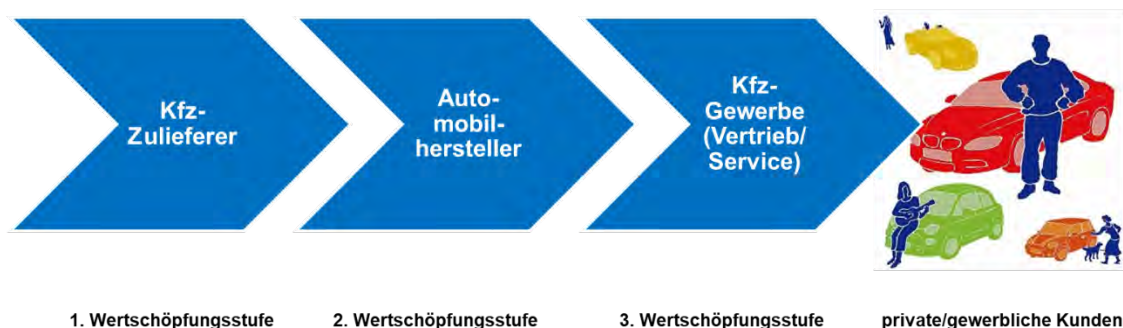 Kfz-
Zulieferer
Auto-
mobil-
hersteller
Kfz-
Gewerbe
(Vertrieb/
Service)
1. Wertschöpfungsstufe
2. Wertschöpfungsstufe
3. Wertschöpfungsstufe
private/gewerbliche Kunden